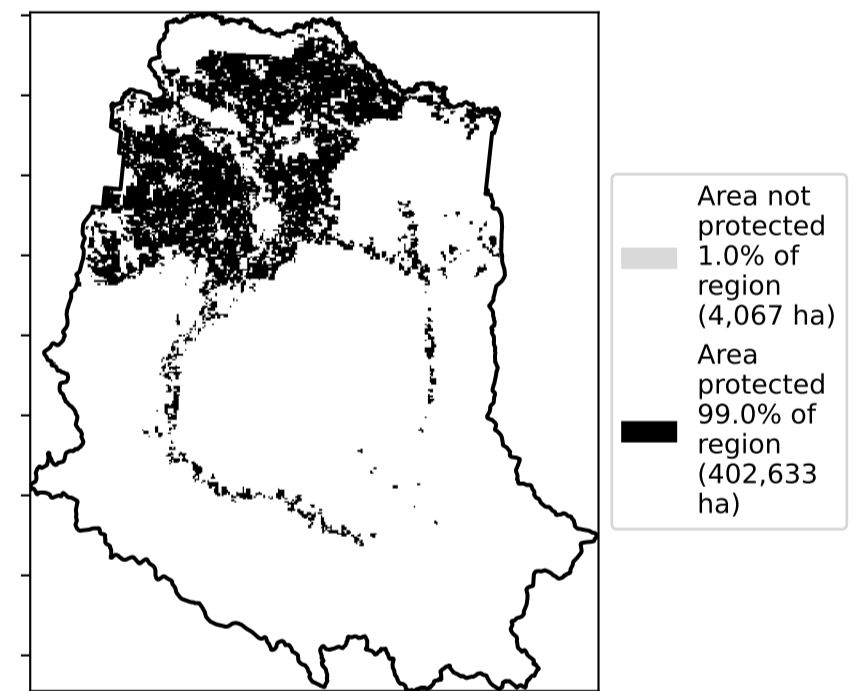 Area not
protected
1.0% of
region
(4,067 ha)
Area
protected
99.0% of
region
(402,633
ha)